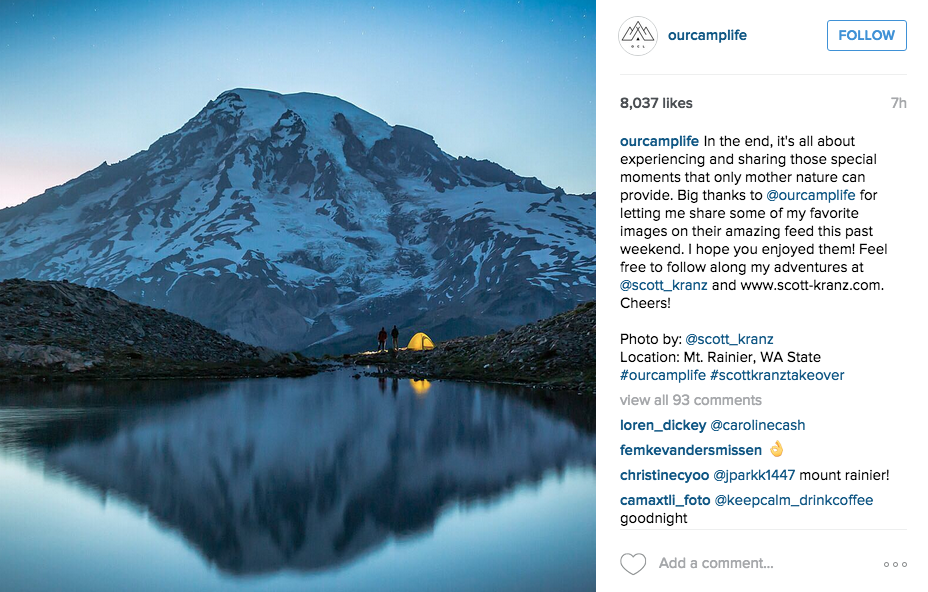 OCL
ourcamplife
FOLLOW
8,037 likes
7h
ourcamplife In the end, it's all about
experiencing and sharing those special
moments that only mother nature can
provide. Big thanks to @ourcamplife for
letting me share some of my favorite
images on their amazing feed this past
weekend. I hope you enjoyed them! Feel
free to follow along my adventures at
@scott_kranz and www.scott-kranz.com.
Cheers!
Photo by: @scott_kranz
Location: Mt. Rainier, WA State
#ourcamplife #scottkranztakeover
view all 93 comments
loren_dickey @carolinecash
femkevandersmissen 👌
christinecyoo @jparkk1447 mount rainier!
camaxtli_foto @keepcalm_drinkcoffee
goodnight
Add a comment...